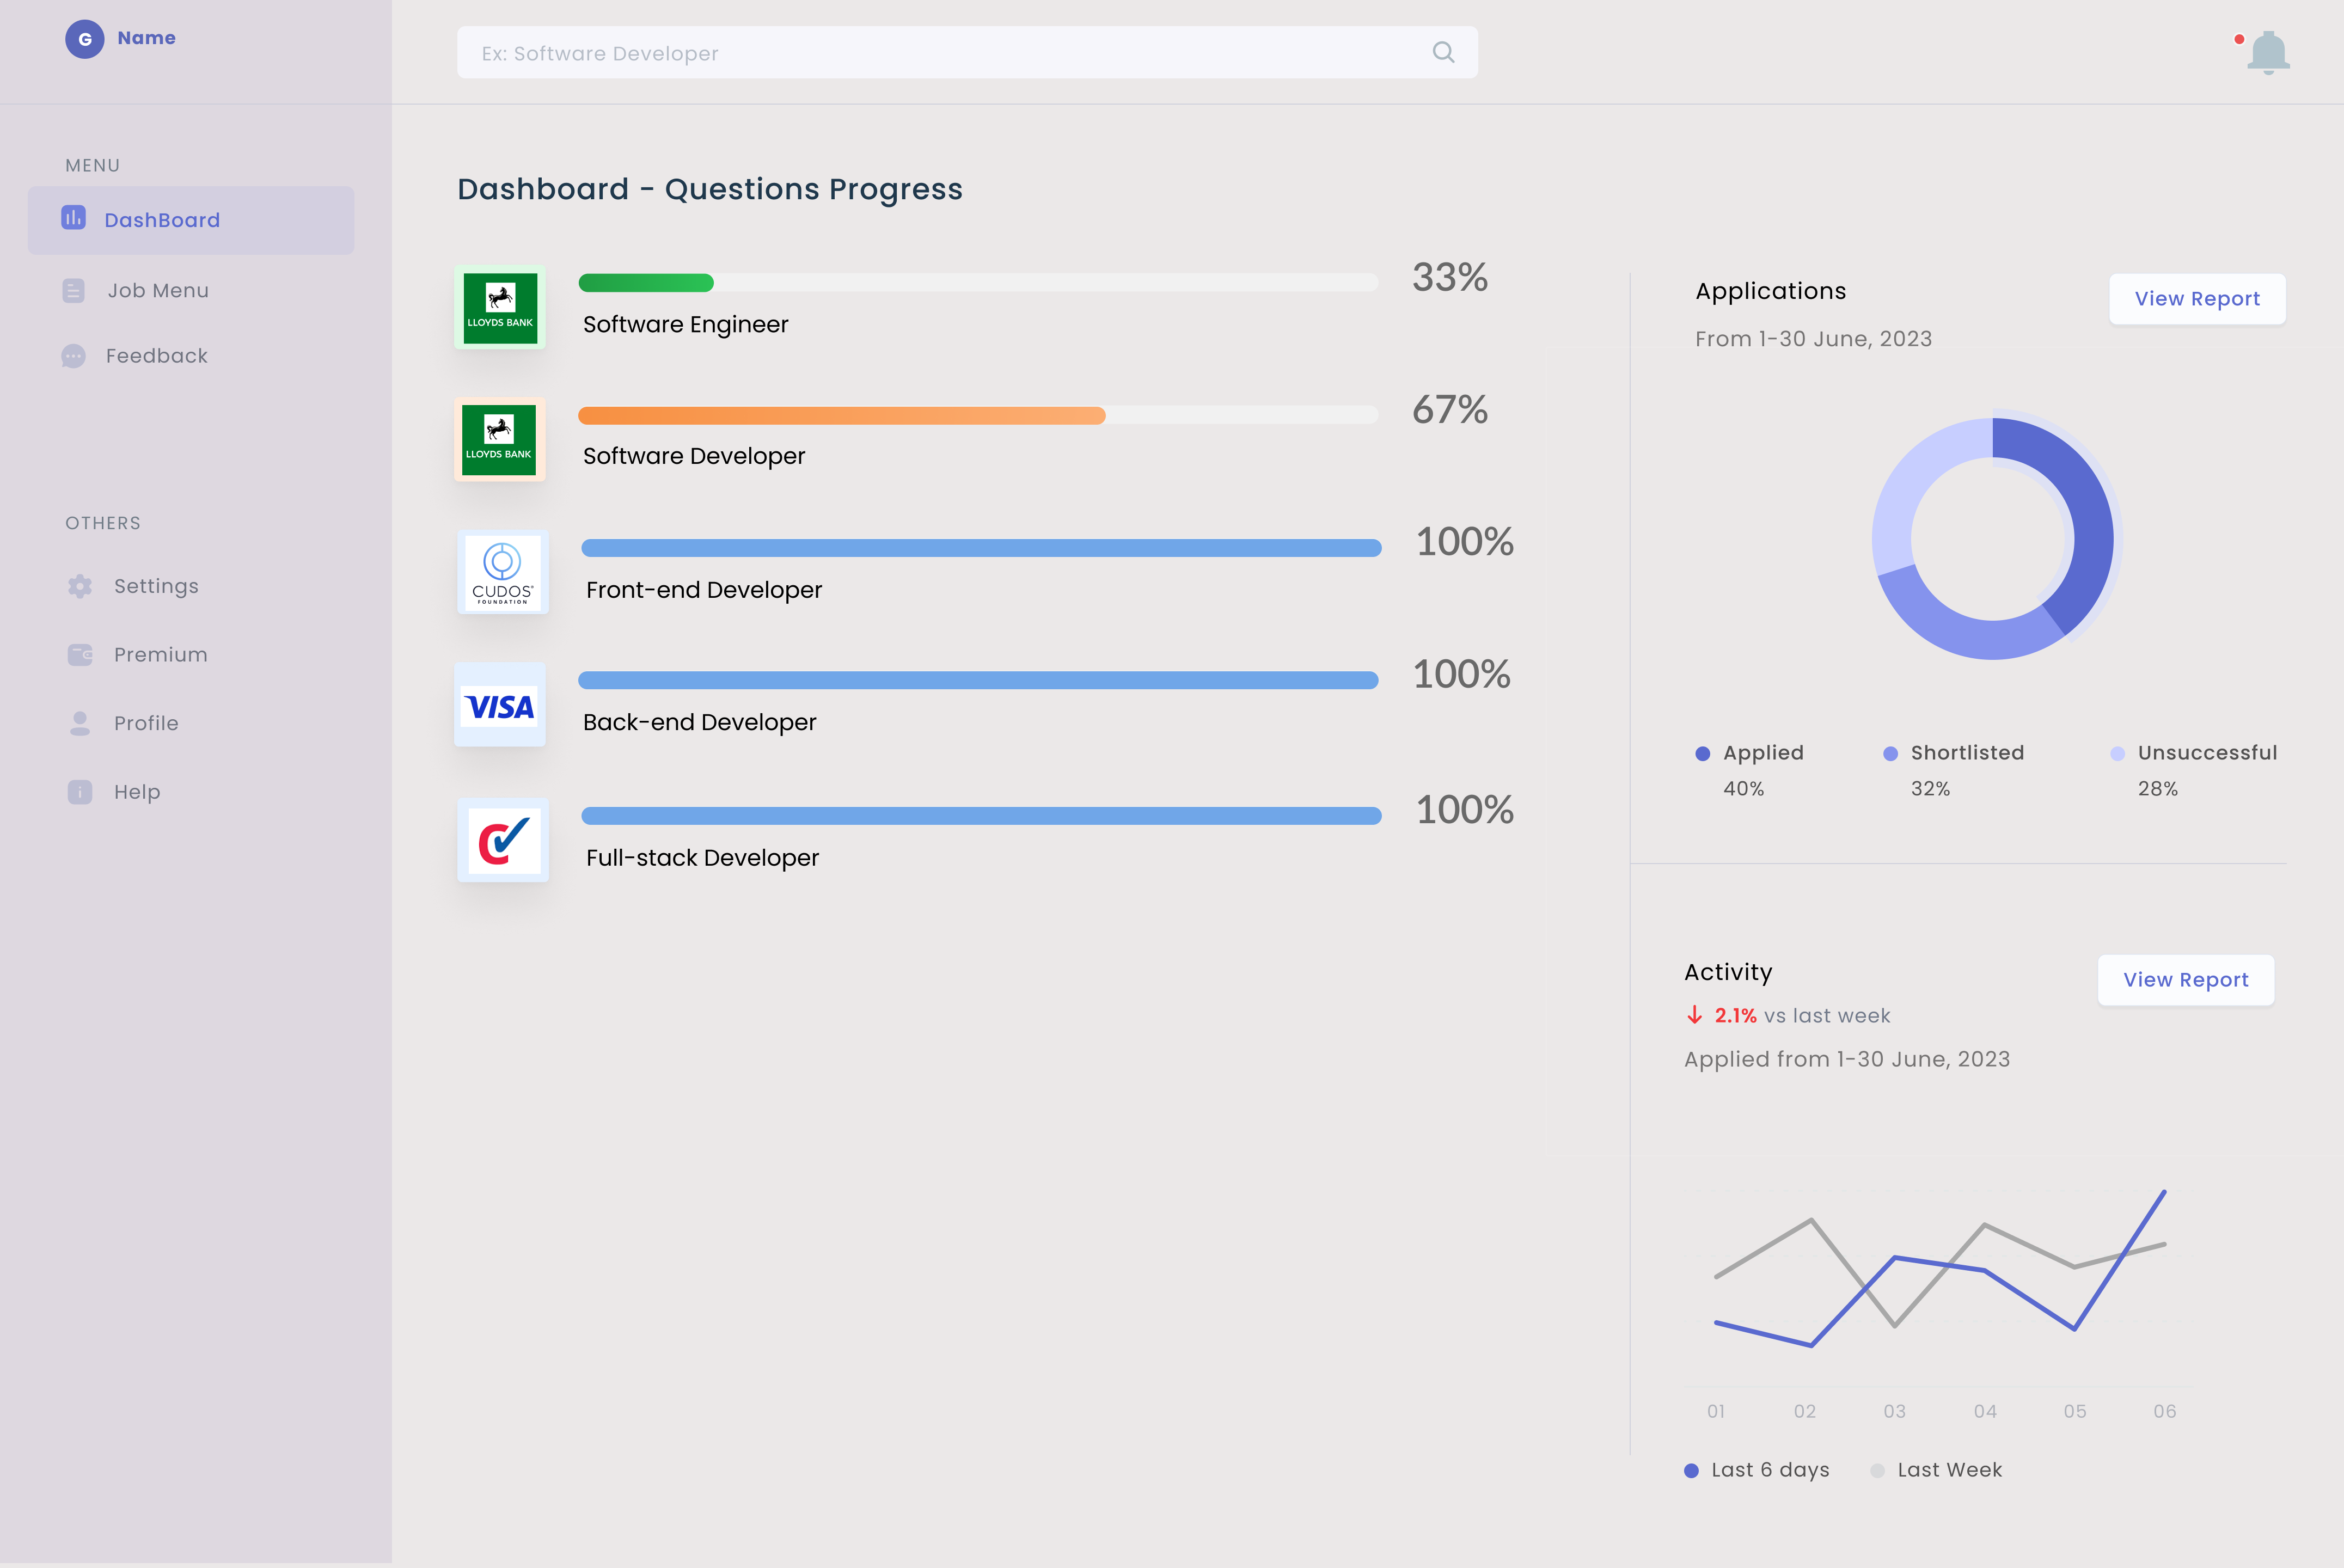 G Name
Ex: Software Developer
MENU
DashBoard
Job Menu
Feedback
OTHERS
Settings
Premium
Profile
Help
Dashboard - Questions Progress
LLOYDS BANK
33%
Software Engineer
LLOYDS BANK
67%
Software Developer
CUDOS®
FOUNDATION
100%
Front-end Developer
VISA
100%
Back-end Developer
C
100%
Full-stack Developer
Applications
View Report
From 1-30 June, 2023
Applied Shortlisted Unsuccessful
40% 32% 28%
Activity
View Report
2.1% vs last week
Applied from 1-30 June, 2023
01 02 03 04 05 06
Last 6 days Last Week